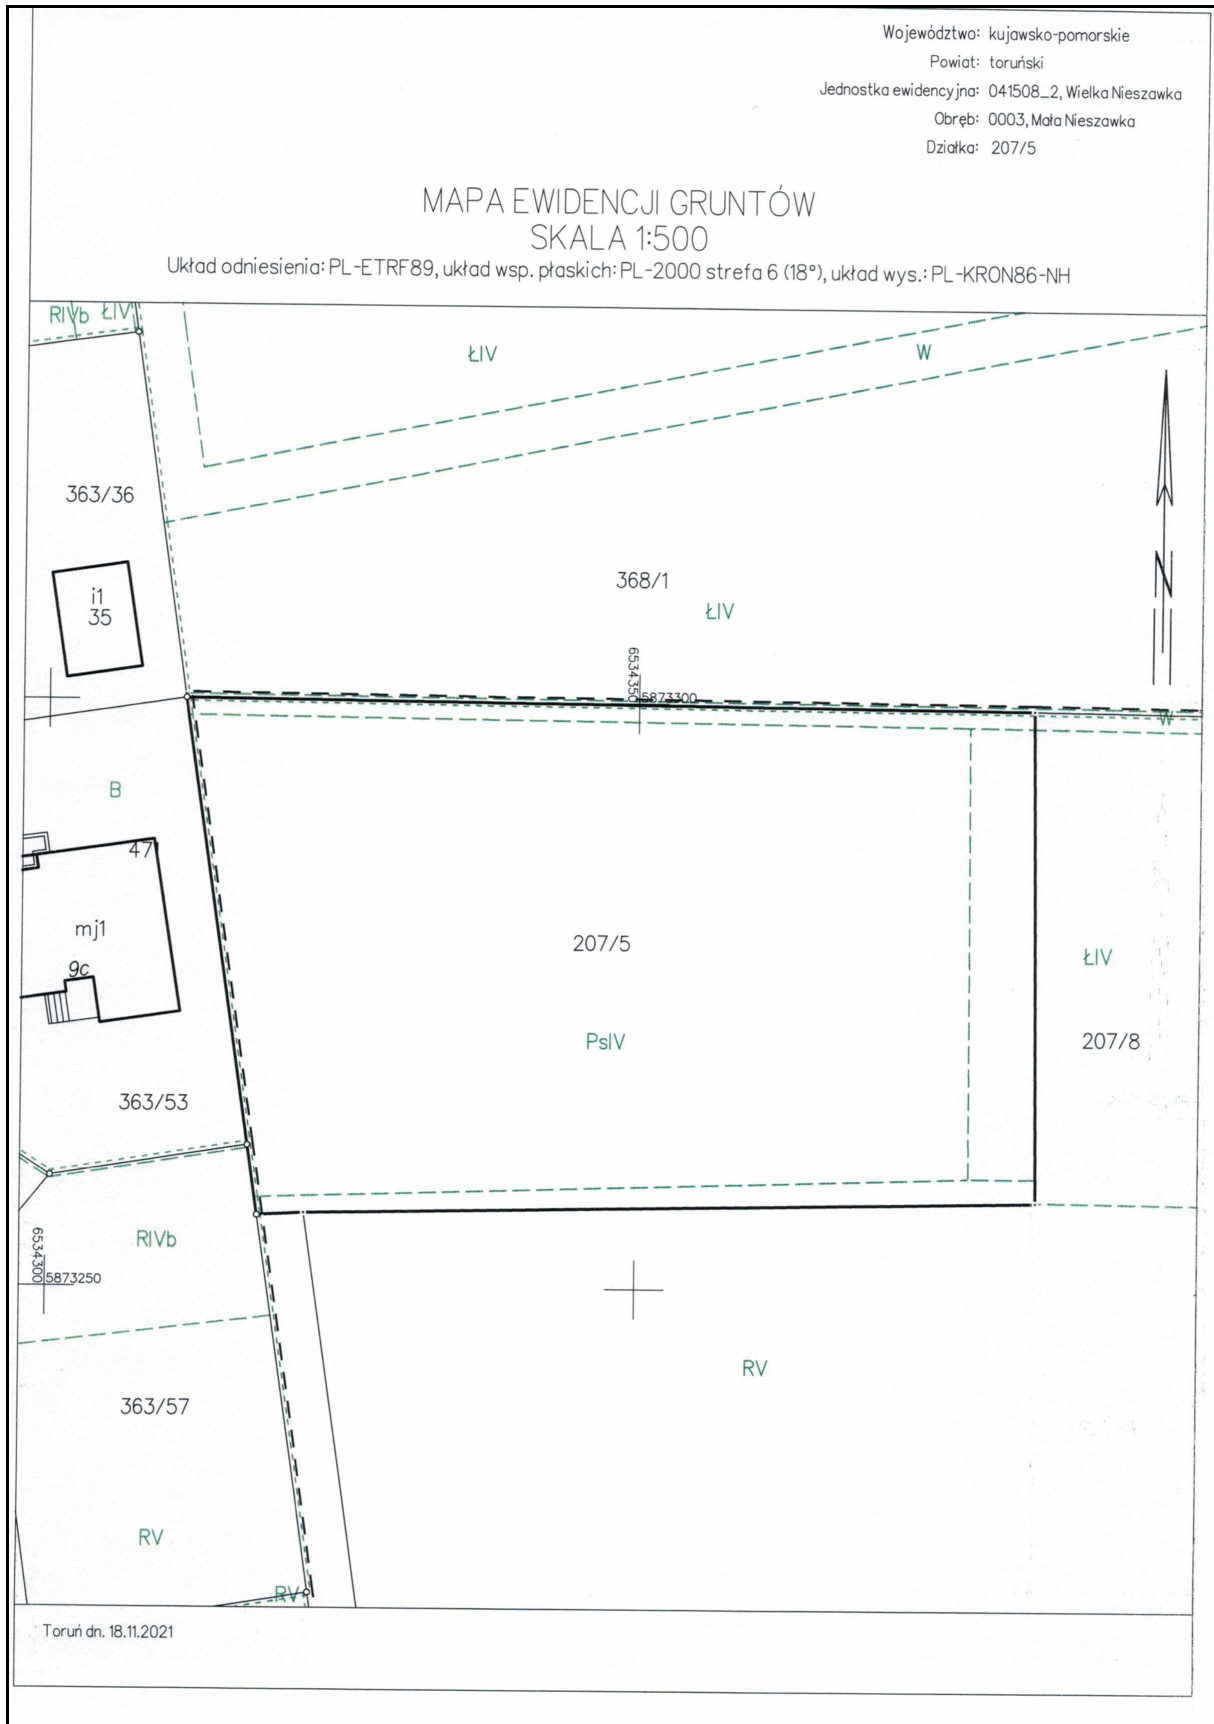 Województwo: kujawsko-pomorskie
Powiat: toruński
Jednostka ewidencyjna: 041508_2, Wielka Nieszawka
Obręb: 0003, Mała Nieszawka
Działka: 207/5
MAPA EWIDENCJI GRUNTÓW
SKALA 1:500
Układ odniesienia: PL-ETRF89, układ wsp. płaskich: PL-2000 strefa 6 (18°), układ wys.: PL-KRON86-NH
RIVb ŁIV
ŁIV
W
363/36
i1
35
368/1
ŁIV
N
6534350
5873300
W
B
47
mj1
9c
207/5
ŁIV
PsIV
207/8
363/53
RIVb
6534300
5873250
RV
363/57
RV
RV
Toruń dn. 18.11.2021